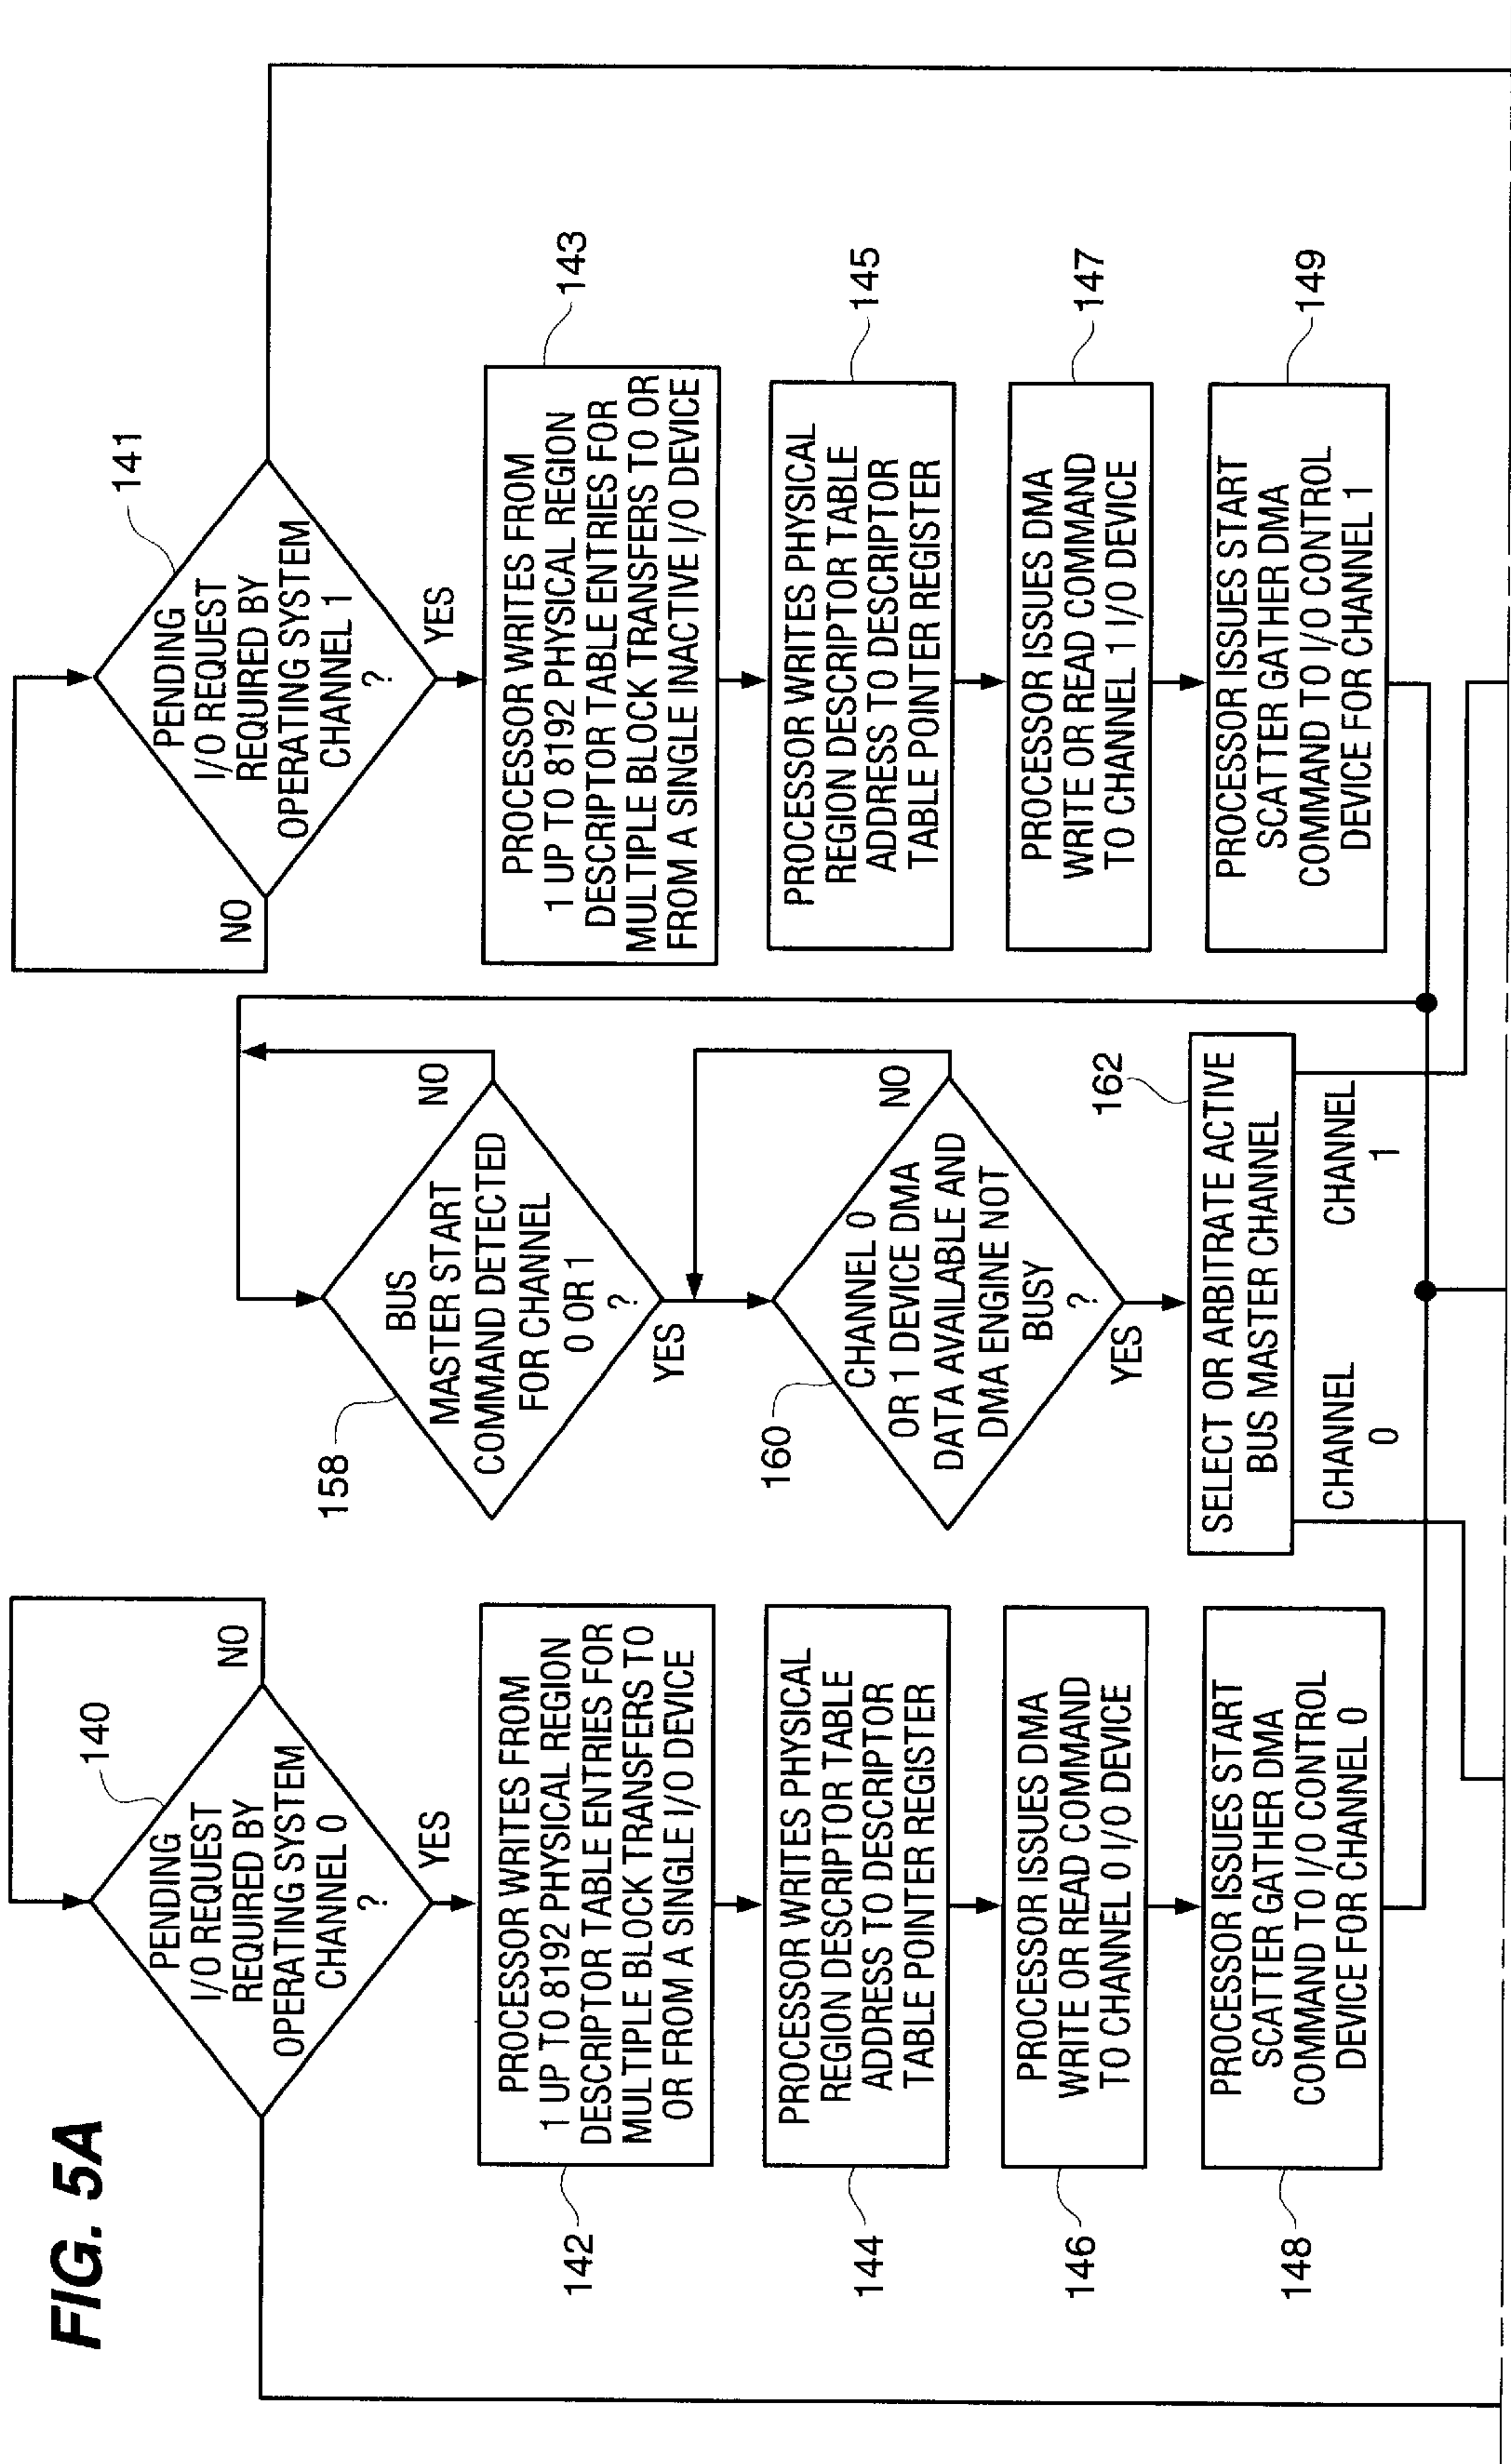 FIG. 5A
140
PENDING
I/O REQUEST
REQUIRED BY
OPERATING SYSTEM
CHANNEL 0
?
NO
YES
142
PROCESSOR WRITES FROM
1 UP TO 8192 PHYSICAL REGION
DESCRIPTOR TABLE ENTRIES FOR
MULTIPLE BLOCK TRANSFERS TO
OR FROM A SINGLE I/O DEVICE
144
PROCESSOR WRITES PHYSICAL
REGION DESCRIPTOR TABLE
ADDRESS TO DESCRIPTOR
TABLE POINTER REGISTER
146
PROCESSOR ISSUES DMA
WRITE OR READ COMMAND
TO CHANNEL 0 I/O DEVICE
148
PROCESSOR ISSUES START
SCATTER GATHER DMA
COMMAND TO I/O CONTROL
DEVICE FOR CHANNEL 0
158
BUS
MASTER START
COMMAND DETECTED
FOR CHANNEL
0 OR 1
?
NO
YES
160
CHANNEL 0
OR 1 DEVICE DMA
DATA AVAILABLE AND
DMA ENGINE NOT
BUSY
?
NO
YES
162
SELECT OR ARBITRATE ACTIVE
BUS MASTER CHANNEL
CHANNEL
0
CHANNEL
1
141
PENDING
I/O REQUEST
REQUIRED BY
OPERATING SYSTEM
CHANNEL 1
?
NO
YES
143
PROCESSOR WRITES FROM
1 UP TO 8192 PHYSICAL REGION
DESCRIPTOR TABLE ENTRIES FOR
MULTIPLE BLOCK TRANSFERS TO OR
FROM A SINGLE INACTIVE I/O DEVICE
145
PROCESSOR WRITES PHYSICAL
REGION DESCRIPTOR TABLE
ADDRESS TO DESCRIPTOR
TABLE POINTER REGISTER
147
PROCESSOR ISSUES DMA
WRITE OR READ COMMAND
TO CHANNEL 1 I/O DEVICE
149
PROCESSOR ISSUES START
SCATTER GATHER DMA
COMMAND TO I/O CONTROL
DEVICE FOR CHANNEL 1